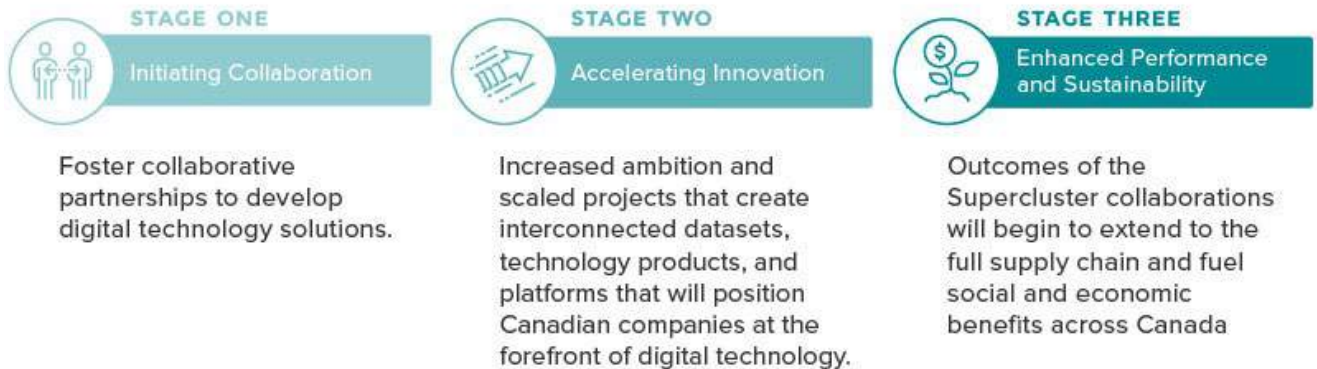 STAGE ONE
Initiating Collaboration
Foster collaborative
partnerships to develop
digital technology solutions.
STAGE TWO
Accelerating Innovation
Increased ambition and
scaled projects that create
interconnected datasets,
technology products, and
platforms that will position
Canadian companies at the
forefront of digital technology.
STAGE THREE
Enhanced Performance
and Sustainability
Outcomes of the
Supercluster collaborations
will begin to extend to the
full supply chain and fuel
social and economic
benefits across Canada